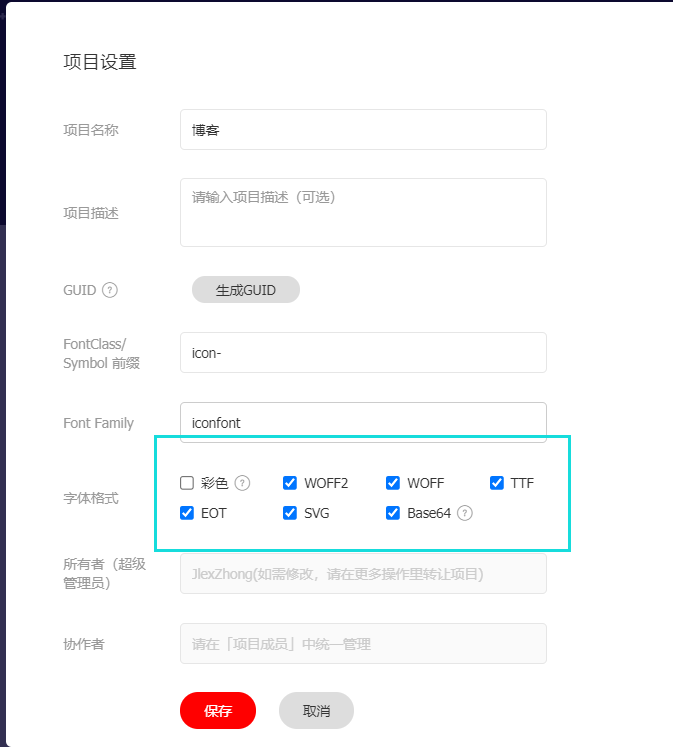 项目设置
项目名称
博客
项目描述
请输入项目描述（可选）
GUID ?
生成GUID
FontClass/
Symbol 前缀
icon-
Font Family
iconfont
字体格式
彩色 ? WOFF2 WOFF TTF
EOT SVG Base64 ?
所有者（超级
管理员）
JlexZhong(如需修改，请在更多操作里转让项目)
协作者
请在「项目成员」中统一管理
保存 取消